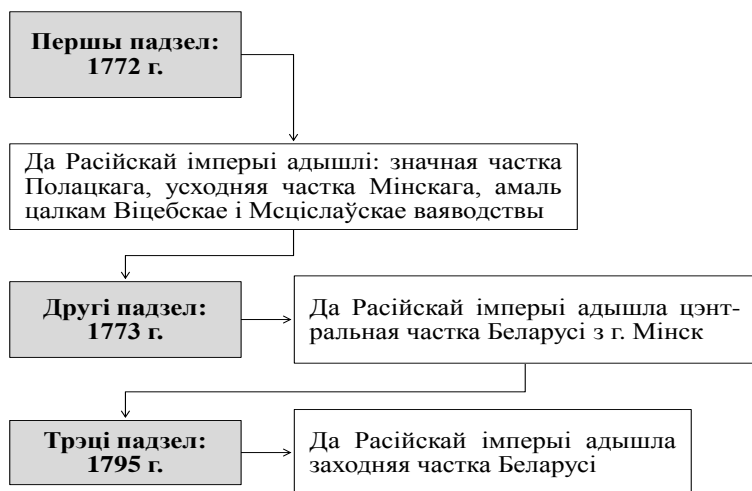 Першы падзел:
1772 г.
Да Расійскай імперыі адышлі: значная частка
Полацкага, усходняя частка Мінскага, амаль
цалкам Віцебскае і Мсціслаўскае ваяводствы
Другі падзел:
1773 г.
Да Расійскай імперыі адышла цэнт-
ральная частка Беларусі з г. Мінск
Трэці падзел:
1795 г.
Да Расійскай імперыі адышла
заходняя частка Беларусі